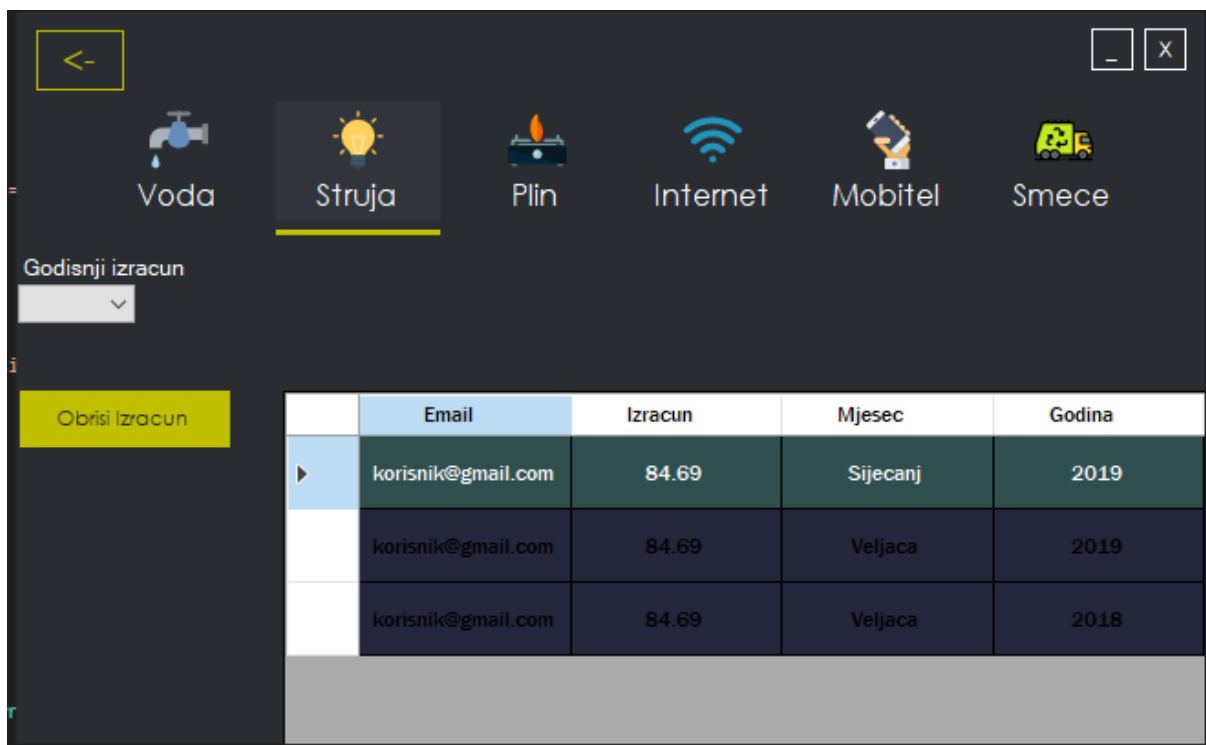 <-
_ X
Voda Struja Plin Internet Mobitel Smece
Godisnji izracun
Obrisi Izracun
Email Izracun Mjesec Godina
korisnik@gmail.com 84.69 Sijecanj 2019
korisnik@gmail.com 84.69 Veljaca 2019
korisnik@gmail.com 84.69 Veljaca 2018